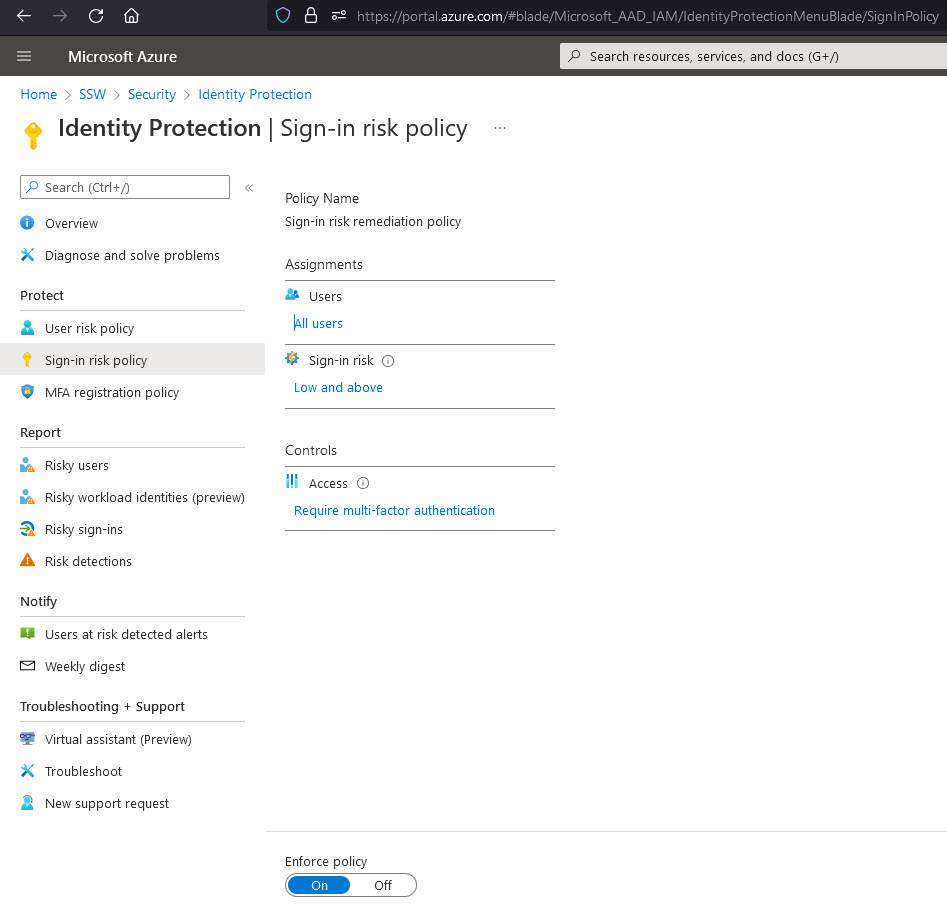 https://portal.azure.com/#blade/Microsoft_AAD_IAM/IdentityProtectionMenuBlade/SignInPolicy
Microsoft Azure
Search resources, services, and docs (G+/)
Home > SSW > Security > Identity Protection
Identity Protection | Sign-in risk policy ...
Search (Ctrl+/) «
Overview
Diagnose and solve problems
Protect
User risk policy
Sign-in risk policy
MFA registration policy
Report
Risky users
Risky workload identities (preview)
Risky sign-ins
Risk detections
Notify
Users at risk detected alerts
Weekly digest
Troubleshooting + Support
Virtual assistant (Preview)
Troubleshoot
New support request
Policy Name
Sign-in risk remediation policy
Assignments
Users
All users
Sign-in risk
Low and above
Controls
Access
Require multi-factor authentication
Enforce policy
On Off